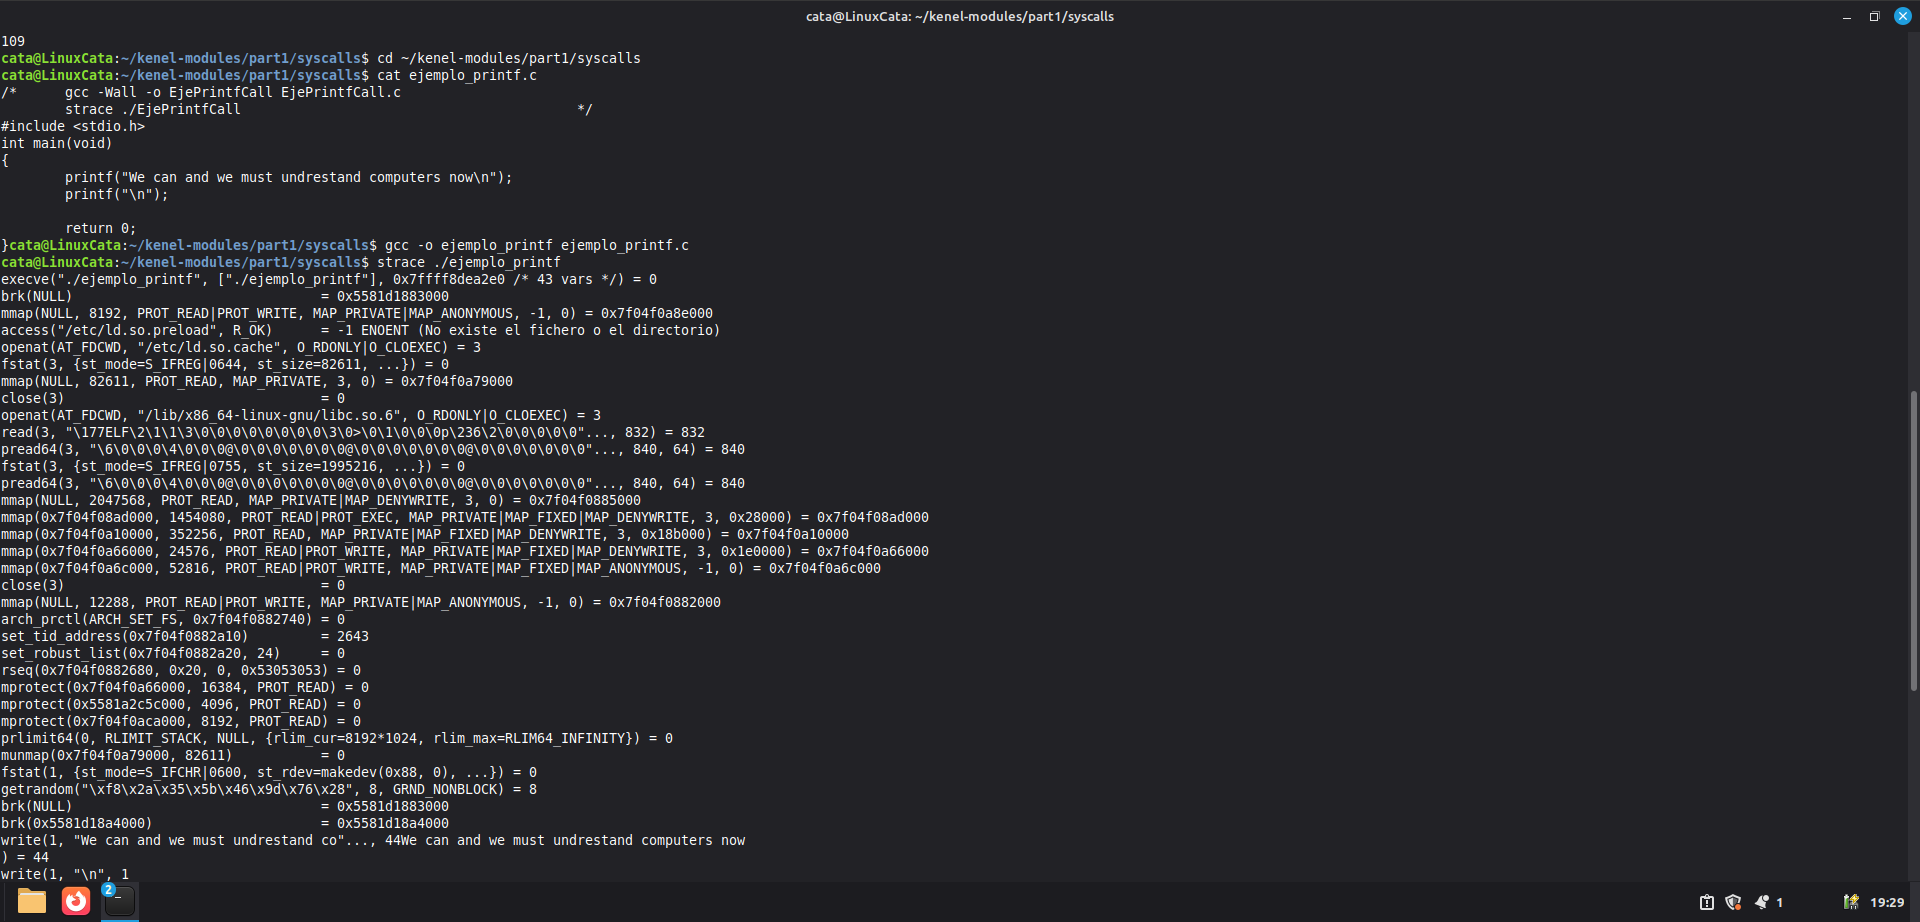 cata@LinuxCata: ~/kenel-modules/part1/syscalls
109
cata@LinuxCata:~/kenel-modules/part1/syscalls$ cd ~/kenel-modules/part1/syscalls
cata@LinuxCata:~/kenel-modules/part1/syscalls$ cat ejemplo_printf.c
/*      gcc -Wall -o EjePrintfCall EjePrintfCall.c
        strace ./EjePrintfCall                                          */
#include <stdio.h>
int main(void)
{
        printf("We can and we must undrestand computers now\n");
        printf("\n");
        return 0;
}cata@LinuxCata:~/kenel-modules/part1/syscalls$ gcc -o ejemplo_printf ejemplo_printf.c
cata@LinuxCata:~/kenel-modules/part1/syscalls$ strace ./ejemplo_printf
execve("./ejemplo_printf", ["./ejemplo_printf"], 0x7ffff8dea2e0 /* 43 vars */) = 0
brk(NULL)                               = 0x5581d1883000
mmap(NULL, 8192, PROT_READ|PROT_WRITE, MAP_PRIVATE|MAP_ANONYMOUS, -1, 0) = 0x7f04f0a8e000
access("/etc/ld.so.preload", R_OK)      = -1 ENOENT (No existe el fichero o el directorio)
openat(AT_FDCWD, "/etc/ld.so.cache", O_RDONLY|O_CLOEXEC) = 3
fstat(3, {st_mode=S_IFREG|0644, st_size=82611, ...}) = 0
mmap(NULL, 82611, PROT_READ, MAP_PRIVATE, 3, 0) = 0x7f04f0a79000
close(3)                                = 0
openat(AT_FDCWD, "/lib/x86_64-linux-gnu/libc.so.6", O_RDONLY|O_CLOEXEC) = 3
read(3, "\177ELF\2\1\1\3\0\0\0\0\0\0\0\0\3\0>\0\1\0\0\0p\236\2\0\0\0\0\0"..., 832) = 832
pread64(3, "\6\0\0\0\4\0\0\0@\0\0\0\0\0\0\0@\0\0\0\0\0\0\0@\0\0\0\0\0\0\0"..., 840, 64) = 840
fstat(3, {st_mode=S_IFREG|0755, st_size=1995216, ...}) = 0
pread64(3, "\6\0\0\0\4\0\0\0@\0\0\0\0\0\0\0@\0\0\0\0\0\0\0@\0\0\0\0\0\0\0"..., 840, 64) = 840
mmap(NULL, 2047568, PROT_READ, MAP_PRIVATE|MAP_DENYWRITE, 3, 0) = 0x7f04f0885000
mmap(0x7f04f08ad000, 1454080, PROT_READ|PROT_EXEC, MAP_PRIVATE|MAP_FIXED|MAP_DENYWRITE, 3, 0x28000) = 0x7f04f08ad000
mmap(0x7f04f0a10000, 352256, PROT_READ, MAP_PRIVATE|MAP_FIXED|MAP_DENYWRITE, 3, 0x18b000) = 0x7f04f0a10000
mmap(0x7f04f0a66000, 24576, PROT_READ|PROT_WRITE, MAP_PRIVATE|MAP_FIXED|MAP_DENYWRITE, 3, 0x1e0000) = 0x7f04f0a66000
mmap(0x7f04f0a6c000, 52816, PROT_READ|PROT_WRITE, MAP_PRIVATE|MAP_FIXED|MAP_ANONYMOUS, -1, 0) = 0x7f04f0a6c000
close(3)                                = 0
mmap(NULL, 12288, PROT_READ|PROT_WRITE, MAP_PRIVATE|MAP_ANONYMOUS, -1, 0) = 0x7f04f0882000
arch_prctl(ARCH_SET_FS, 0x7f04f0882740) = 0
set_tid_address(0x7f04f0882a10)         = 2643
set_robust_list(0x7f04f0882a20, 24)     = 0
rseq(0x7f04f0882680, 0x20, 0, 0x53053053) = 0
mprotect(0x7f04f0a66000, 16384, PROT_READ) = 0
mprotect(0x5581a2c5c000, 4096, PROT_READ) = 0
mprotect(0x7f04f0aca000, 8192, PROT_READ) = 0
prlimit64(0, RLIMIT_STACK, NULL, {rlim_cur=8192*1024, rlim_max=RLIM64_INFINITY}) = 0
munmap(0x7f04f0a79000, 82611)           = 0
fstat(1, {st_mode=S_IFCHR|0600, st_rdev=makedev(0x88, 0), ...}) = 0
getrandom("\xf8\x2a\x35\x5b\x46\x9d\x76\x28", 8, GRND_NONBLOCK) = 8
brk(NULL)                               = 0x5581d1883000
brk(0x5581d18a4000)                     = 0x5581d18a4000
write(1, "We can and we must undrestand co"..., 44We can and we must undrestand computers now
) = 44
write(1, "\n", 1
2
1
19:29